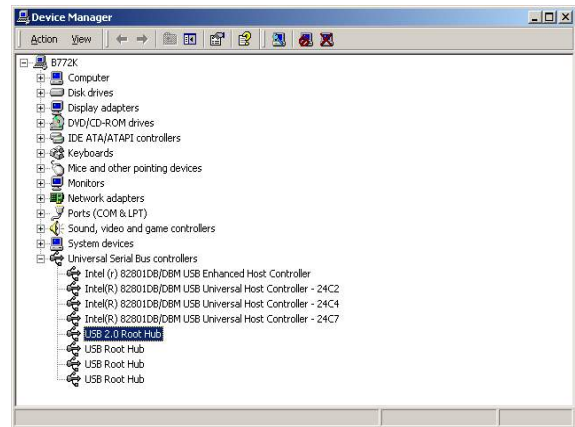 Device Manager
Action View
B772K
Computer
Disk drives
Display adapters
DVD/CD-ROM drives
IDE ATA/ATAPI controllers
Keyboards
Mice and other pointing devices
Monitors
Network adapters
Ports (COM & LPT)
Sound, video and game controllers
System devices
Universal Serial Bus controllers
Intel (r) 82801DB/DBM USB Enhanced Host Controller
Intel(R) 82801DB/DBM USB Universal Host Controller - 24C2
Intel(R) 82801DB/DBM USB Universal Host Controller - 24C4
Intel(R) 82801DB/DBM USB Universal Host Controller - 24C7
USB 2.0 Root Hub
USB Root Hub
USB Root Hub
USB Root Hub